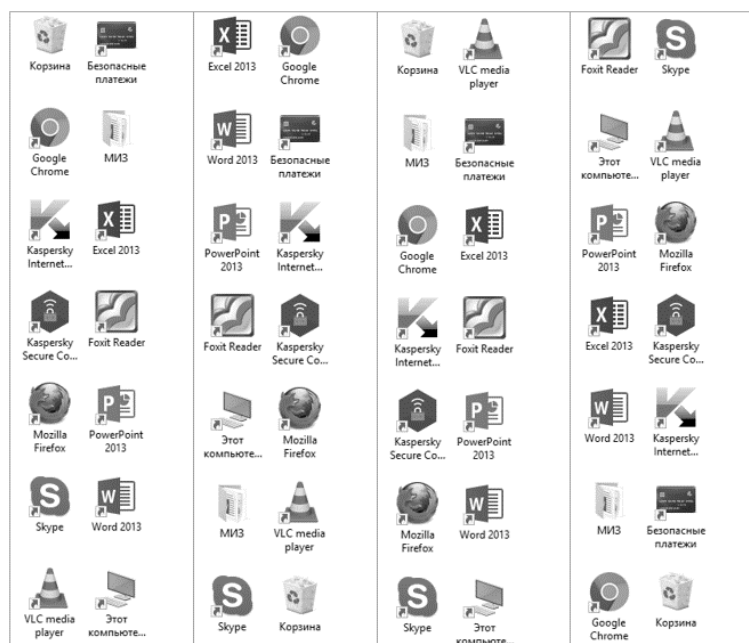 Корзина
Безопасные
платежи
Google
Chrome
МИЗ
Kaspersky
Internet...
Excel 2013
Kaspersky
Secure Co...
Foxit Reader
Mozilla
Firefox
PowerPoint
2013
Skype
Word 2013
VLC media
player
Этот
компьюте...
Excel 2013
Google
Chrome
Word 2013
Безопасные
платежи
PowerPoint
2013
Kaspersky
Internet...
Foxit Reader
Kaspersky
Secure Co...
Этот
компьюте...
Mozilla
Firefox
МИЗ
VLC media
player
Skype
Корзина
Корзина
VLC media
player
МИЗ
Безопасные
платежи
Google
Chrome
Excel 2013
Kaspersky
Internet...
Foxit Reader
Kaspersky
Secure Co...
PowerPoint
2013
Mozilla
Firefox
Word 2013
Skype
Этот
компьюте...
Foxit Reader
Skype
Этот
компьюте...
VLC media
player
PowerPoint
2013
Mozilla
Firefox
Excel 2013
Kaspersky
Secure Co...
Word 2013
Kaspersky
Internet...
МИЗ
Безопасные
платежи
Google
Chrome
Корзина